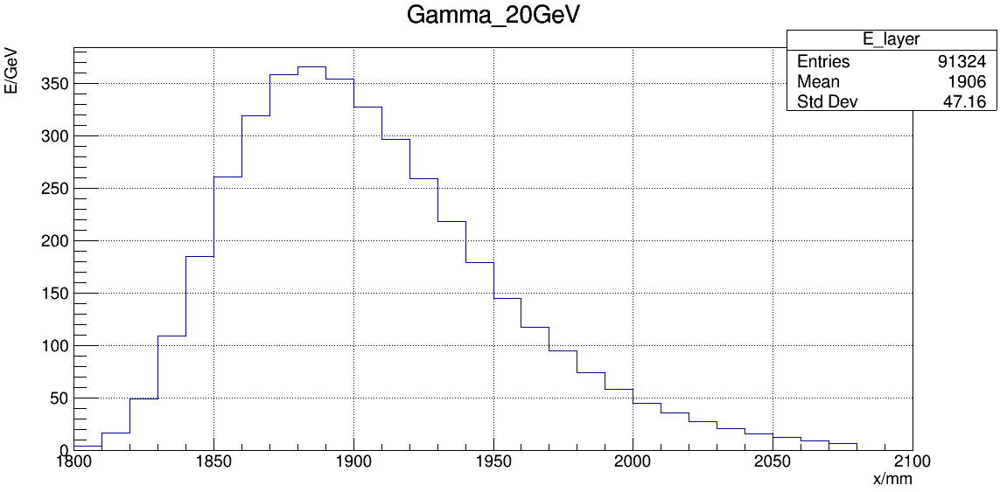 Gamma_20GeV
E_layer
Entries 91324
Mean 1906
Std Dev 47.16
E/GeV
350
300
250
200
150
100
50
0
1800 1850 1900 1950 2000 2050 2100
x/mm